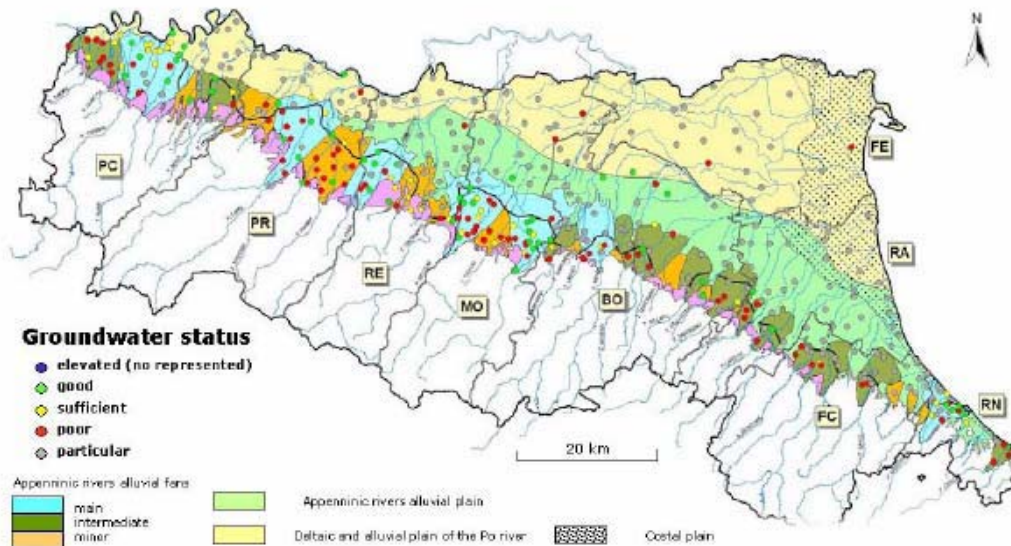 N
PC
PR
RE
MO
BO
FC
FE
RA
RN
Groundwater status
elevated (no represented)
good
sufficient
poor
particular
20 km
Appenninic rivers alluvial fans
main
intermediate
minor
Appenninic rivers alluvial plain
Deltaic and alluvial plain of the Po river
Costal plain